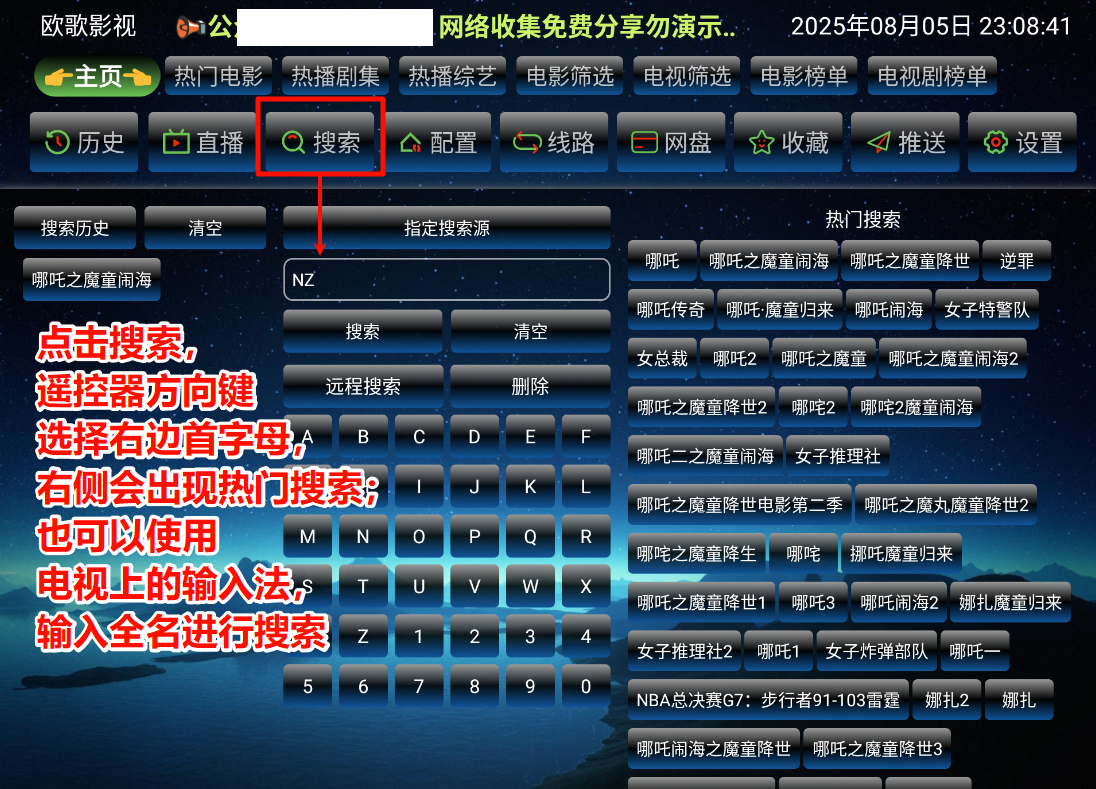 欧歌影视
公
网络收集免费分享勿演示..
2025年08月05日 23:08:41
主页
热门电影
热播剧集
热播综艺
电影筛选
电视筛选
电影榜单
电视剧榜单
历史
直播
搜索
配置
线路
网盘
收藏
推送
设置
搜索历史
清空
哪吒之魔童闹海
点击搜索，
遥控器方向键
选择右边首字母，
右侧会出现热门搜索；
也可以使用
电视上的输入法，
输入全名进行搜索
指定搜索源
NZ
搜索
清空
远程搜索
删除
A B C D E F
I J K L
M N O P Q R
S T U V W X
Z 1 2 3 4
5 6 7 8 9 0
热门搜索
哪吒 哪吒之魔童闹海 哪吒之魔童降世 逆罪
哪吒传奇 哪吒·魔童归来 哪吒闹海 女子特警队
女总裁 哪吒2 哪吒之魔童 哪吒之魔童闹海2
哪吒之魔童降世2 哪咤2 哪咤2魔童闹海
哪吒二之魔童闹海 女子推理社
哪吒之魔童降世电影第二季 哪吒之魔丸魔童降世2
哪咤之魔童降生 哪咤 挪吒魔童归来
哪吒之魔童降世1 哪吒3 哪吒闹海2 娜扎魔童归来
女子推理社2 哪吒1 女子炸弹部队 哪吒一
NBA总决赛G7：步行者91-103雷霆 娜扎2 娜扎
哪吒闹海之魔童降世 哪吒之魔童降世3